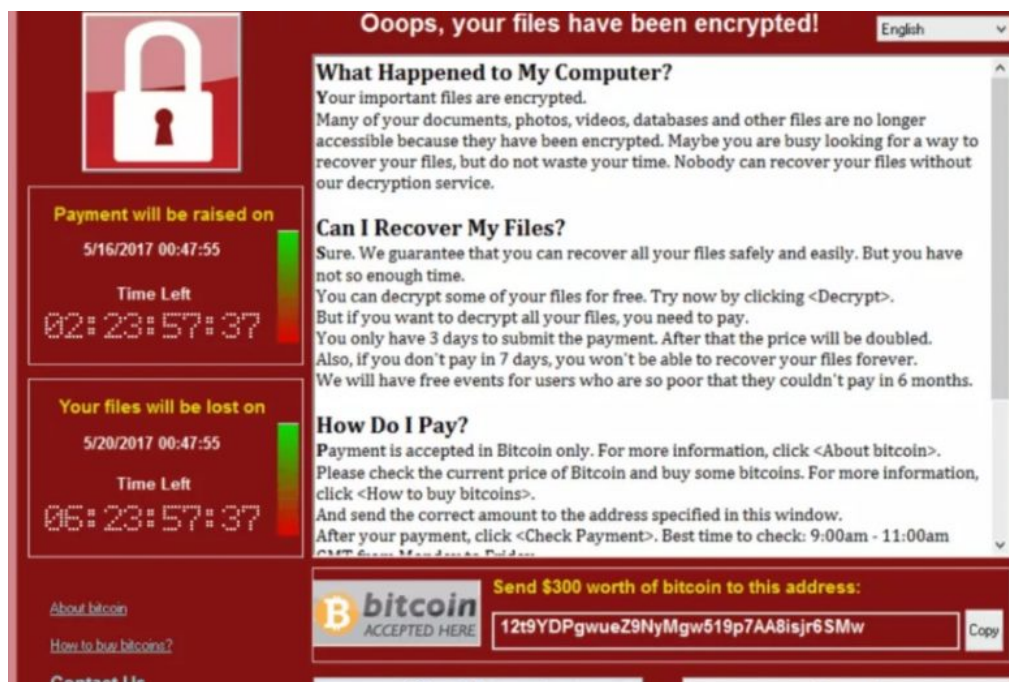 Ooops, your files have been encrypted!
English
What Happened to My Computer?
Your important files are encrypted.
Many of your documents, photos, videos, databases and other files are no longer
accessible because they have been encrypted. Maybe you are busy looking for a way to
recover your files, but do not waste your time. Nobody can recover your files without
our decryption service.
Can I Recover My Files?
Sure. We guarantee that you can recover all your files safely and easily. But you have
not so enough time.
You can decrypt some of your files for free. Try now by clicking <Decrypt>.
But if you want to decrypt all your files, you need to pay.
You only have 3 days to submit the payment. After that the price will be doubled.
Also, if you don't pay in 7 days, you won't be able to recover your files forever.
We will have free events for users who are so poor that they couldn't pay in 6 months.
How Do I Pay?
Payment is accepted in Bitcoin only. For more information, click <About bitcoin>.
Please check the current price of Bitcoin and buy some bitcoins. For more information,
click <How to buy bitcoins>.
And send the correct amount to the address specified in this window.
After your payment, click <Check Payment>. Best time to check: 9:00am - 11:00am
GMT from Monday to Friday
Payment will be raised on
5/16/2017 00:47:55
Time Left
02:23:57:37
Your files will be lost on
5/20/2017 00:47:55
Time Left
06:23:57:37
About bitcoin
How to buy bitcoins?
Contact Us
bitcoin
ACCEPTED HERE
Send $300 worth of bitcoin to this address:
12t9YDPgwueZ9NyMgw519p7AA8isjr6SMw
Copy